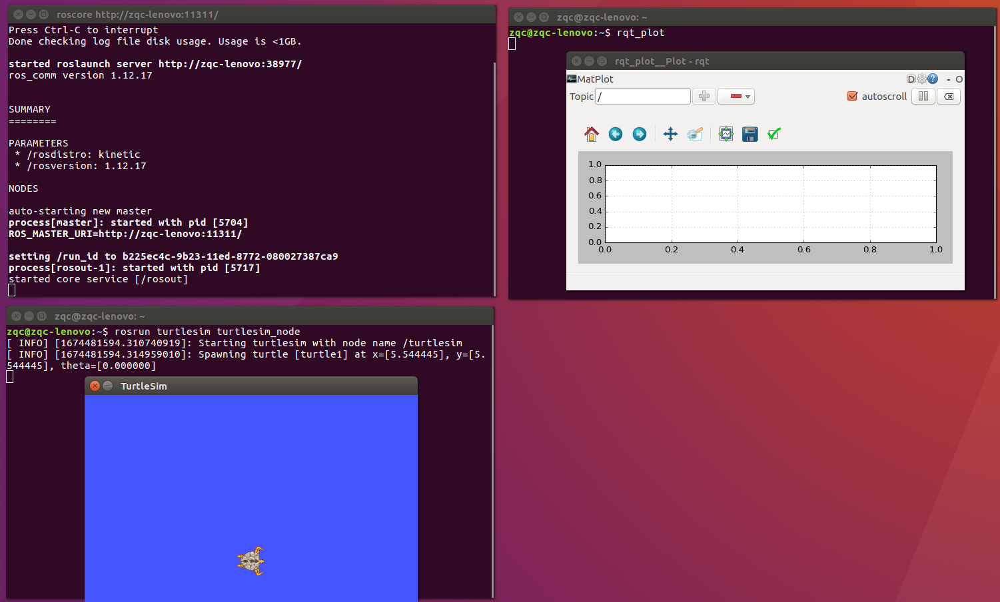 roscore http://zqc-lenovo:11311/
Press Ctrl-C to interrupt
Done checking log file disk usage. Usage is <1GB.
started roslaunch server http://zqc-lenovo:38977/
ros_comm version 1.12.17
SUMMARY
========
PARAMETERS
* /rosdistro: kinetic
* /rosversion: 1.12.17
NODES
auto-starting new master
process[master]: started with pid [5704]
ROS_MASTER_URI=http://zqc-lenovo:11311/
setting /run_id to b225ec4c-9b23-11ed-8772-080027387ca9
process[rosout-1]: started with pid [5717]
started core service [/rosout]
zqc@zqc-lenovo: ~
zqc@zqc-lenovo:~$ rqt_plot
rqt_plot__Plot - rqt
MatPlot
D ? - O
Topic / autoscroll
1.0
0.8
0.6
0.4
0.2
0.0
0.0 0.2 0.4 0.6 0.8 1.0
zqc@zqc-lenovo: ~
zqc@zqc-lenovo:~$ rosrun turtlesim turtlesim_node
[ INFO] [1674481594.310740919]: Starting turtlesim with node name /turtlesim
[ INFO] [1674481594.314959010]: Spawning turtle [turtle1] at x=[5.544445], y=[5.
544445], theta=[0.000000]
TurtleSim